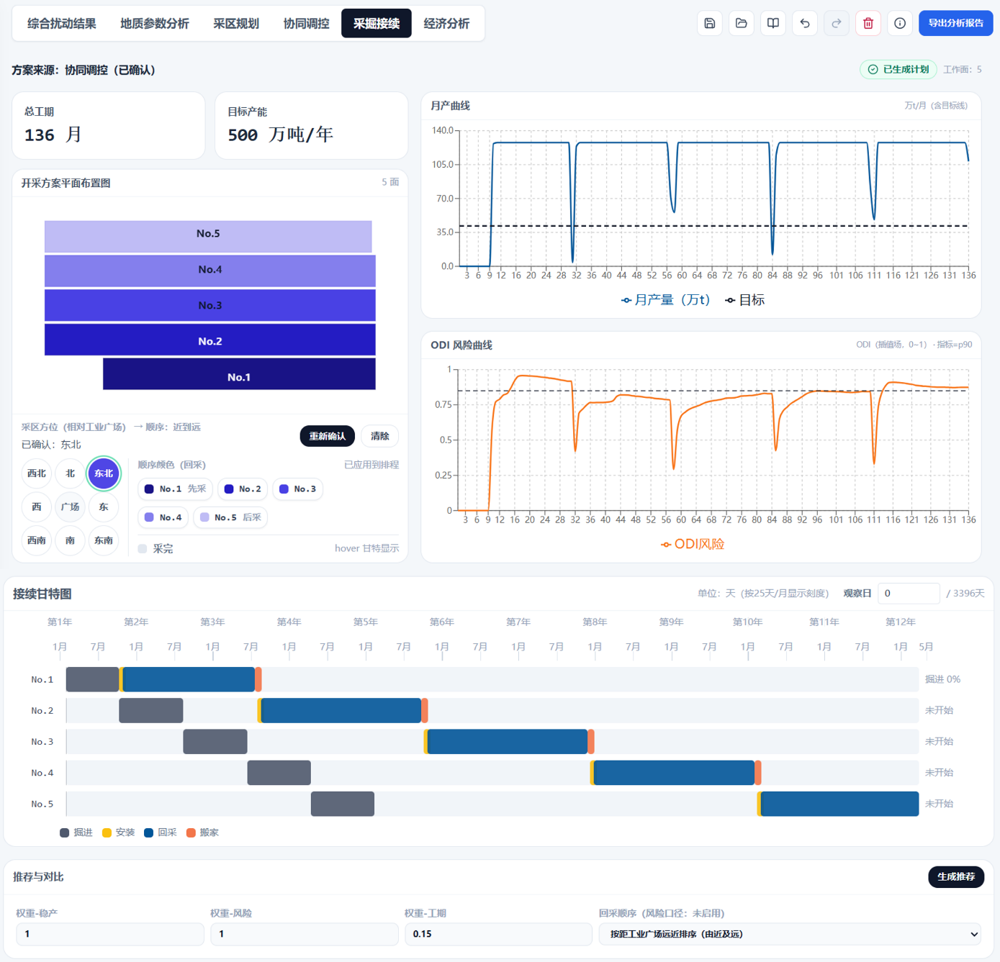 综合扰动结果 地质参数分析 采区规划 协同调控 采掘接续 经济分析 导出分析报告
方案来源：协同调控（已确认） 已生成计划 工作面：5
总工期
136 月
目标产能
500 万吨/年
开采方案平面布置图 5 面
No.5
No.4
No.3
No.2
No.1
采区方位（相对工业广场） → 顺序：近到远
已确认：东北
重新确认 清除
西北 北 东北
西 广场 东
西南 南 东南
顺序颜色（回采） 已应用到排程
No.1 先采 No.2 No.3
No.4 No.5 后采
采完 hover 甘特显示
月产曲线 万t/月（含目标线）
140.0
105.0
70.0
35.0
0.0
3 6 9 12 16 20 24 28 32 36 40 44 48 52 56 60 64 68 72 76 80 84 88 92 96 101 106 111 116 121 126 131 136
月产量（万t） 目标
ODI 风险曲线 ODI（插值场，0~1）· 指标=p90
1
0.75
0.5
0.25
0
3 6 9 12 16 20 24 28 32 36 40 44 48 52 56 60 64 68 72 76 80 84 88 92 96 101 106 111 116 121 126 131 136
ODI风险
接续甘特图 单位：天（按25天/月显示刻度） 观察日 0 / 3396天
第1年 第2年 第3年 第4年 第5年 第6年 第7年 第8年 第9年 第10年 第11年 第12年
1月 7月 1月 7月 1月 7月 1月 7月 1月 7月 1月 7月 1月 7月 1月 7月 1月 7月 1月 7月 1月 7月 1月 5月
No.1 掘进 0%
No.2 未开始
No.3 未开始
No.4 未开始
No.5 未开始
掘进 安装 回采 搬家
推荐与对比 生成推荐
权重-稳产 权重-风险 权重-工期 回采顺序（风险口径：未启用）
1 1 0.15 按距工业广场远近排序（由近及远）